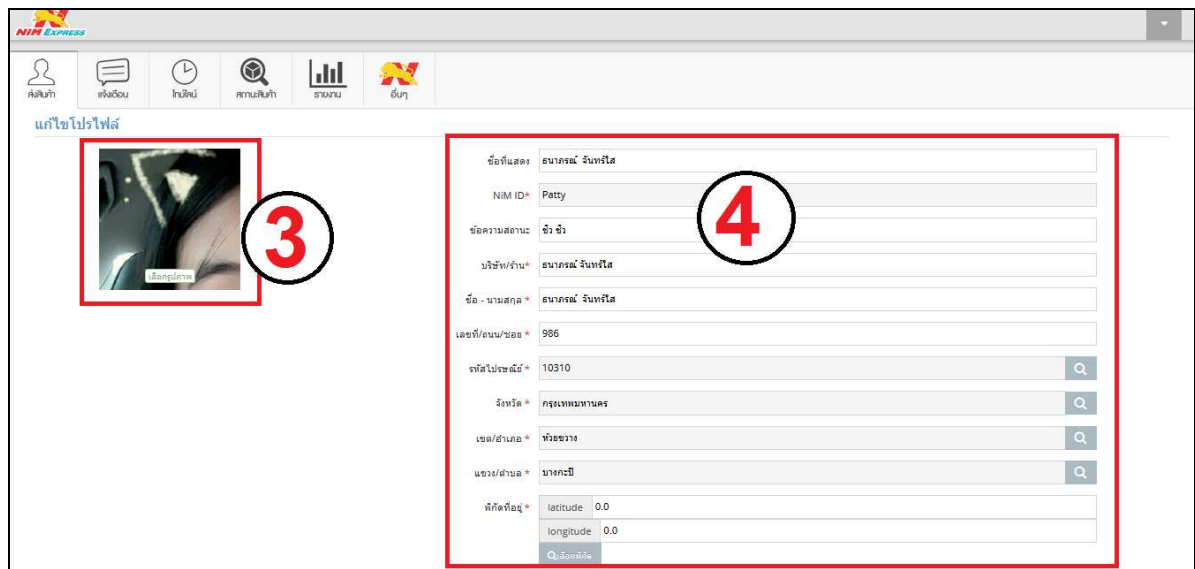 NiM EXPRESS
ส่งสินค้า แจ้งเตือน ไทม์ไลน์ สถานะสินค้า รายงาน อื่นๆ
แก้ไขโปรไฟล์
เลือกรูปภาพ
3
4
ชื่อที่แสดง ธนาภรณ์ จันทร์ใส
NiM ID* Patty
ข้อความสถานะ ชิว ชิว
บริษัท/ร้าน* ธนาภรณ์ จันทร์ใส
ชื่อ - นามสกุล * ธนาภรณ์ จันทร์ใส
เลขที่/ถนน/ซอย * 986
รหัสไปรษณีย์ * 10310
จังหวัด * กรุงเทพมหานคร
เขต/อำเภอ * ห้วยขวาง
แขวง/ตำบล * บางกะปิ
พิกัดที่อยู่ * latitude 0.0
longitude 0.0
เลือกพิกัด